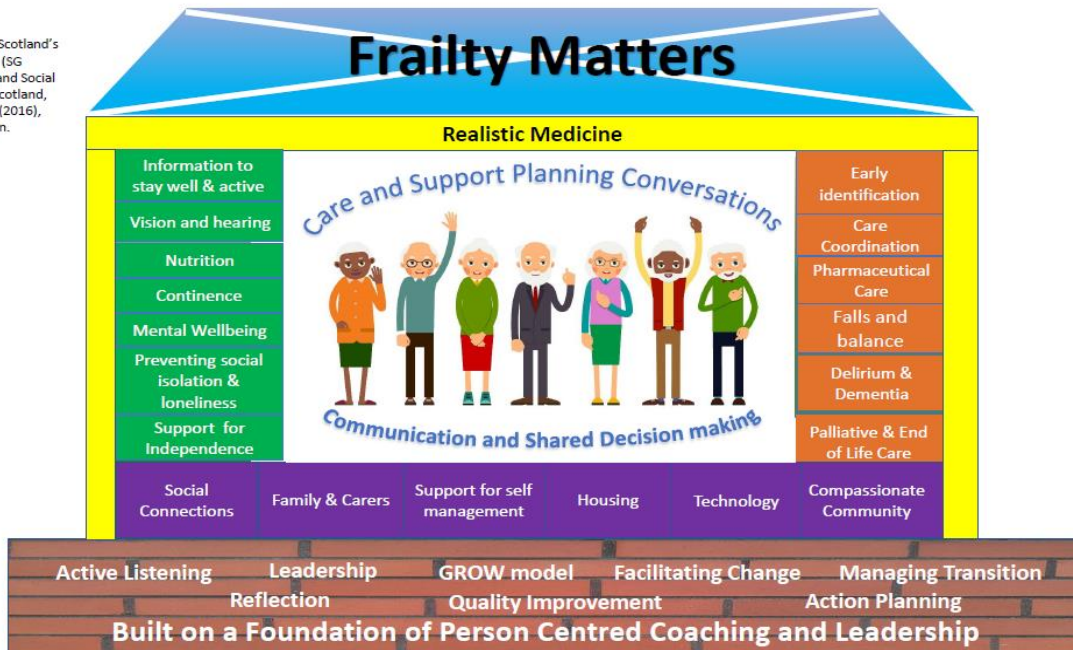 Scotland's
(SG
and Social
cotland,
(2016),
n.
Frailty Matters
Realistic Medicine
Information to
stay well & active
Vision and hearing
Nutrition
Continence
Mental Wellbeing
Preventing social
isolation &
loneliness
Support for
Independence
Care and Support Planning Conversations
Communication and Shared Decision making
Early
identification
Care
Coordination
Pharmaceutical
Care
Falls and
balance
Delirium &
Dementia
Palliative & End
of Life Care
Social
Connections
Family & Carers
Support for self
management
Housing
Technology
Compassionate
Community
Active Listening
Leadership
GROW model
Facilitating Change
Managing Transition
Reflection
Quality Improvement
Action Planning
Built on a Foundation of Person Centred Coaching and Leadership